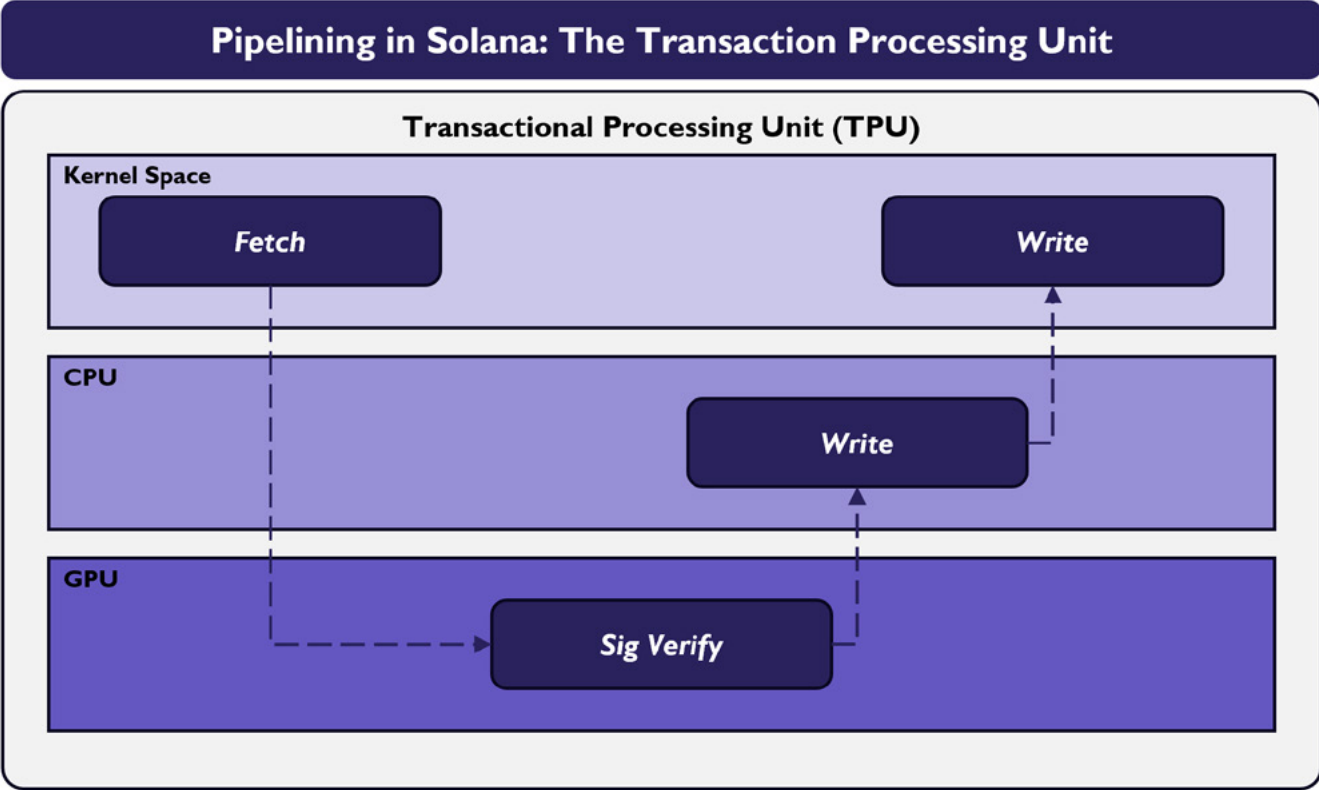 Pipelining in Solana: The Transaction Processing Unit
Transactional Processing Unit (TPU)
Kernel Space
Fetch
Write
CPU
Write
GPU
Sig Verify